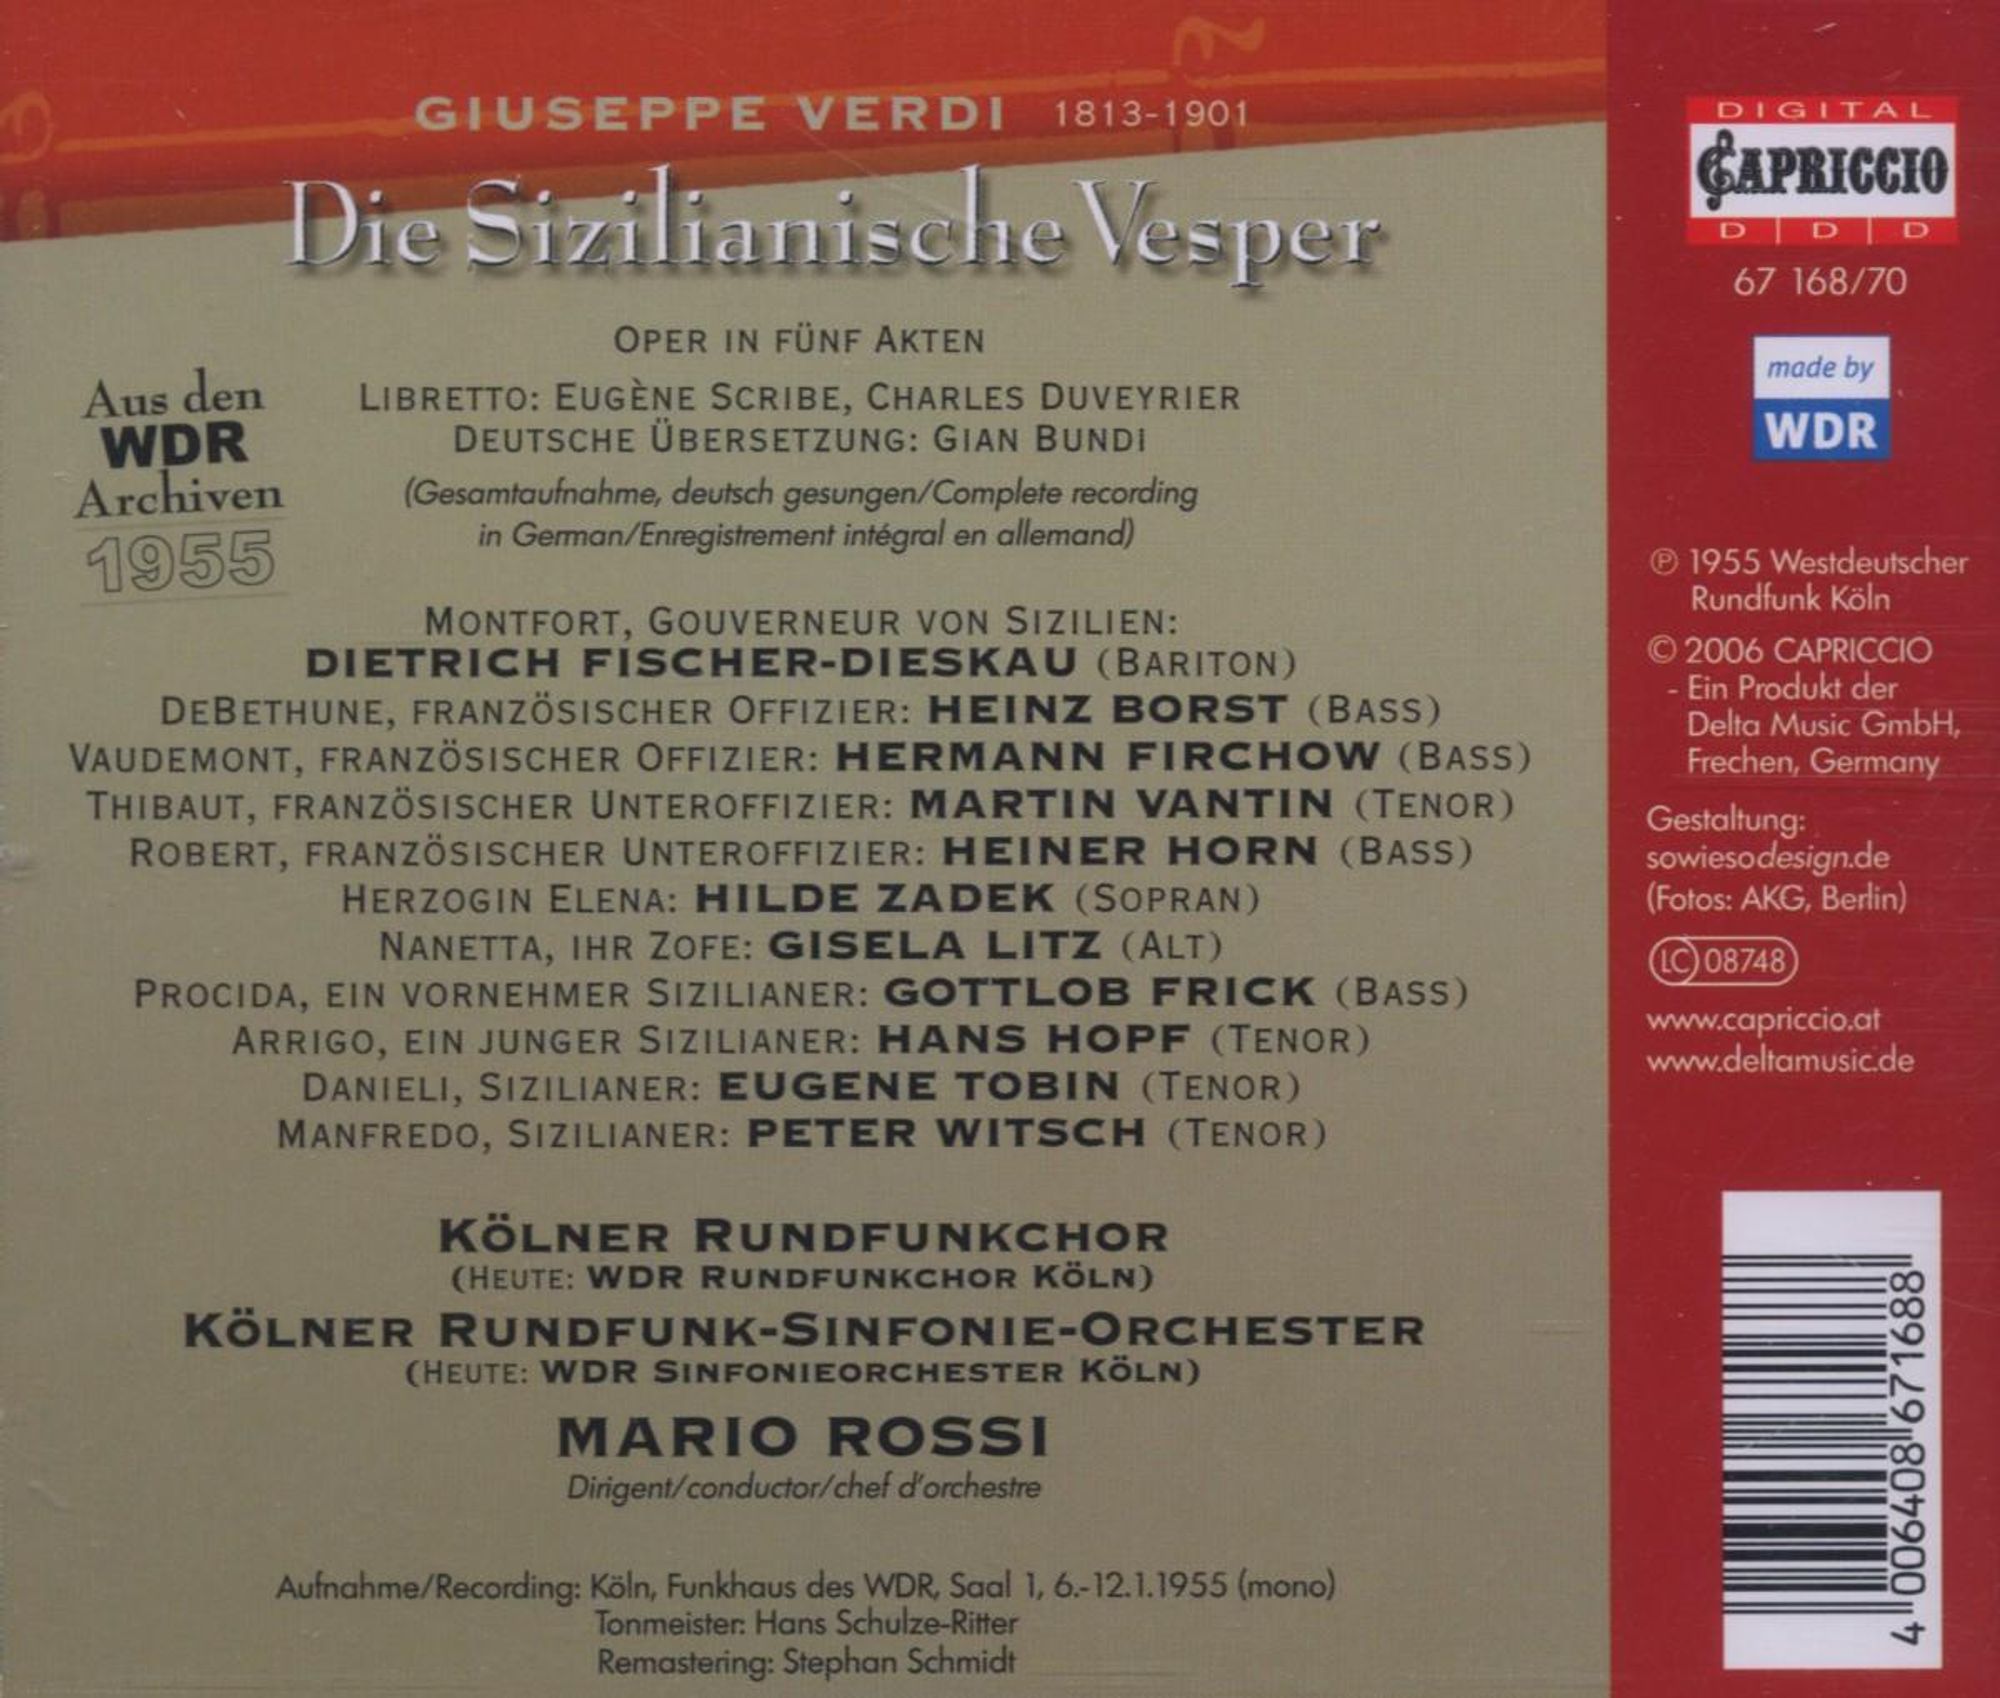 GIUSEPPE VERDI 1813-1901
Die Sizilianische Vesper
OPER IN FÜNF AKTEN
LIBRETTO: EUGÈNE SCRIBE, CHARLES DUVEYRIER
DEUTSCHE ÜBERSETZUNG: GIAN BUNDI
(Gesamtaufnahme, deutsch gesungen/Complete recording
in German/Enregistrement intégral en allemand)
Aus den
WDR
Archiven
1955
MONTFORT, GOUVERNEUR VON SIZILIEN:
DIETRICH FISCHER-DIESKAU (BARITON)
DEBETHUNE, FRANZÖSISCHER OFFIZIER: HEINZ BORST (BASS)
VAUDEMONT, FRANZÖSISCHER OFFIZIER: HERMANN FIRCHOW (BASS)
THIBAUT, FRANZÖSISCHER UNTEROFFIZIER: MARTIN VANTIN (TENOR)
ROBERT, FRANZÖSISCHER UNTEROFFIZIER: HEINER HORN (BASS)
HERZOGIN ELENA: HILDE ZADEK (SOPRAN)
NANETTA, IHR ZOFE: GISELA LITZ (ALT)
PROCIDA, EIN VORNEHMER SIZILIANER: GOTTLOB FRICK (BASS)
ARRIGO, EIN JUNGER SIZILIANER: HANS HOPF (TENOR)
DANIELI, SIZILIANER: EUGENE TOBIN (TENOR)
MANFREDO, SIZILIANER: PETER WITSCH (TENOR)
KÖLNER RUNDFUNKCHOR
(HEUTE: WDR RUNDFUNKCHOR KÖLN)
KÖLNER RUNDFUNK-SINFONIE-ORCHESTER
(HEUTE: WDR SINFONIEORCHESTER KÖLN)
MARIO ROSSI
Dirigent/conductor/chef d'orchestre
Aufnahme/Recording: Köln, Funkhaus des WDR, Saal 1, 6.-12.1.1955 (mono)
Tonmeister: Hans Schulze-Ritter
Remastering: Stephan Schmidt
DIGITAL
CAPRICCIO
D | D | D
67 168/70
made by
WDR
℗ 1955 Westdeutscher
Rundfunk Köln
© 2006 CAPRICCIO
- Ein Produkt der
Delta Music GmbH,
Frechen, Germany
Gestaltung:
sowiesodesign.de
(Fotos: AKG, Berlin)
LC 08748
www.capriccio.at
www.deltamusic.de
4 006408 671688